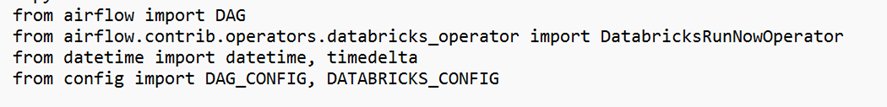 from airflow import DAG
from airflow.contrib.operators.databricks_operator import DatabricksRunNowOperator
from datetime import datetime, timedelta
from config import DAG_CONFIG, DATABRICKS_CONFIG